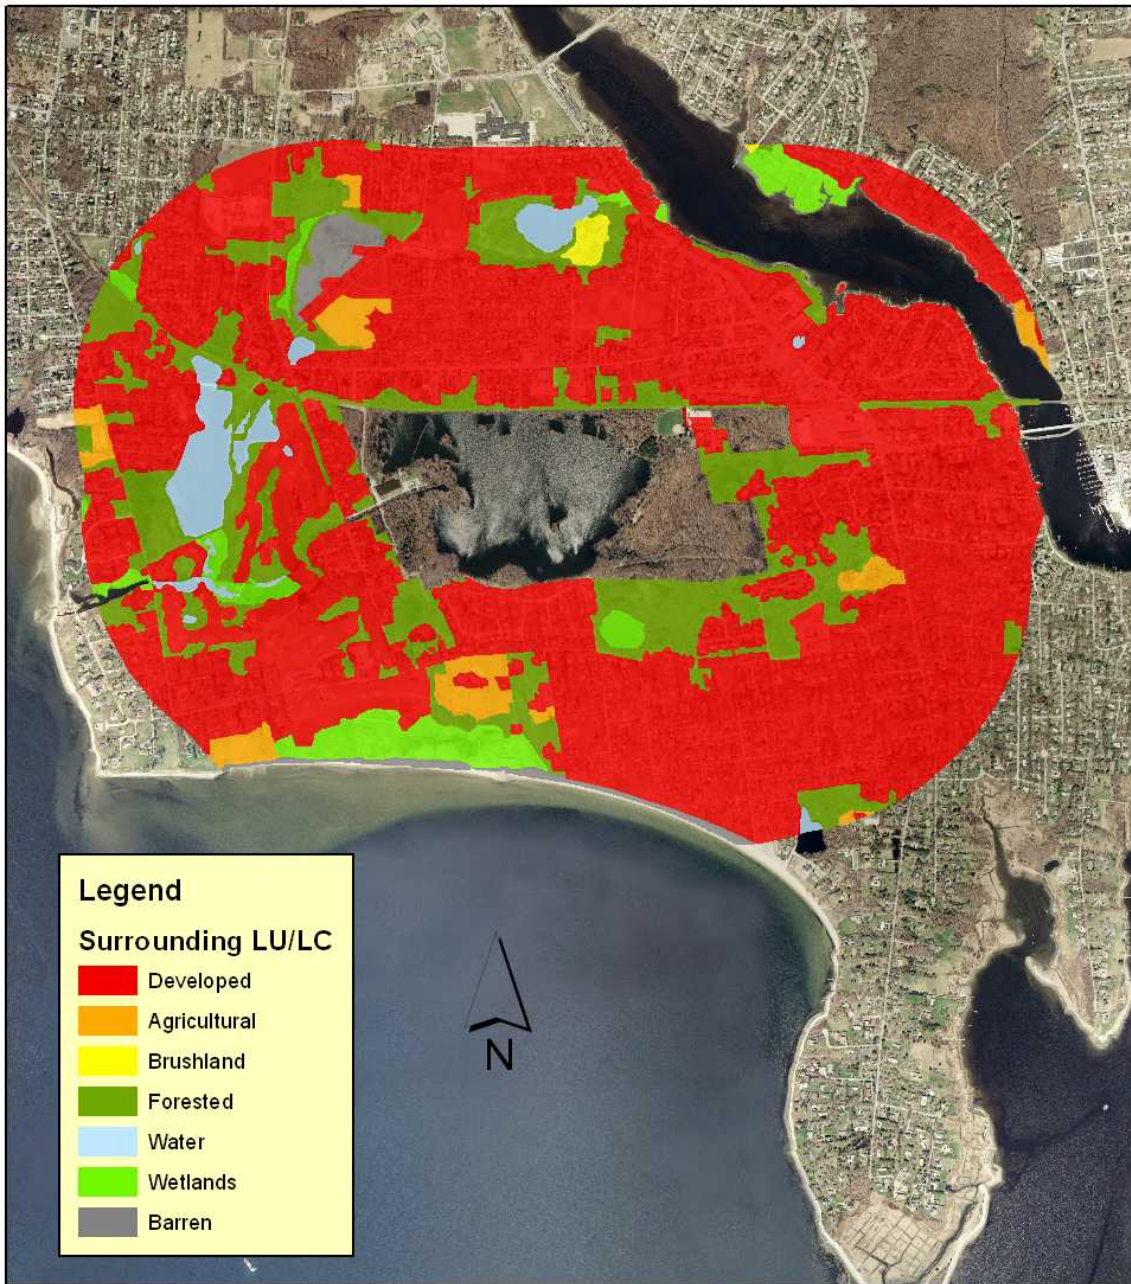 N
Legend
Surrounding LU/LC
Developed
Agricultural
Brushland
Forested
Water
Wetlands
Barren